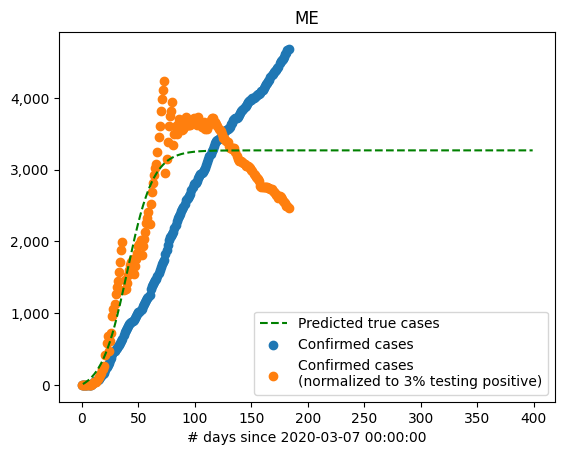 ME
4,000
3,000
2,000
1,000
0
Predicted true cases
Confirmed cases
Confirmed cases
(normalized to 3% testing positive)
0 50 100 150 200 250 300 350 400
# days since 2020-03-07 00:00:00